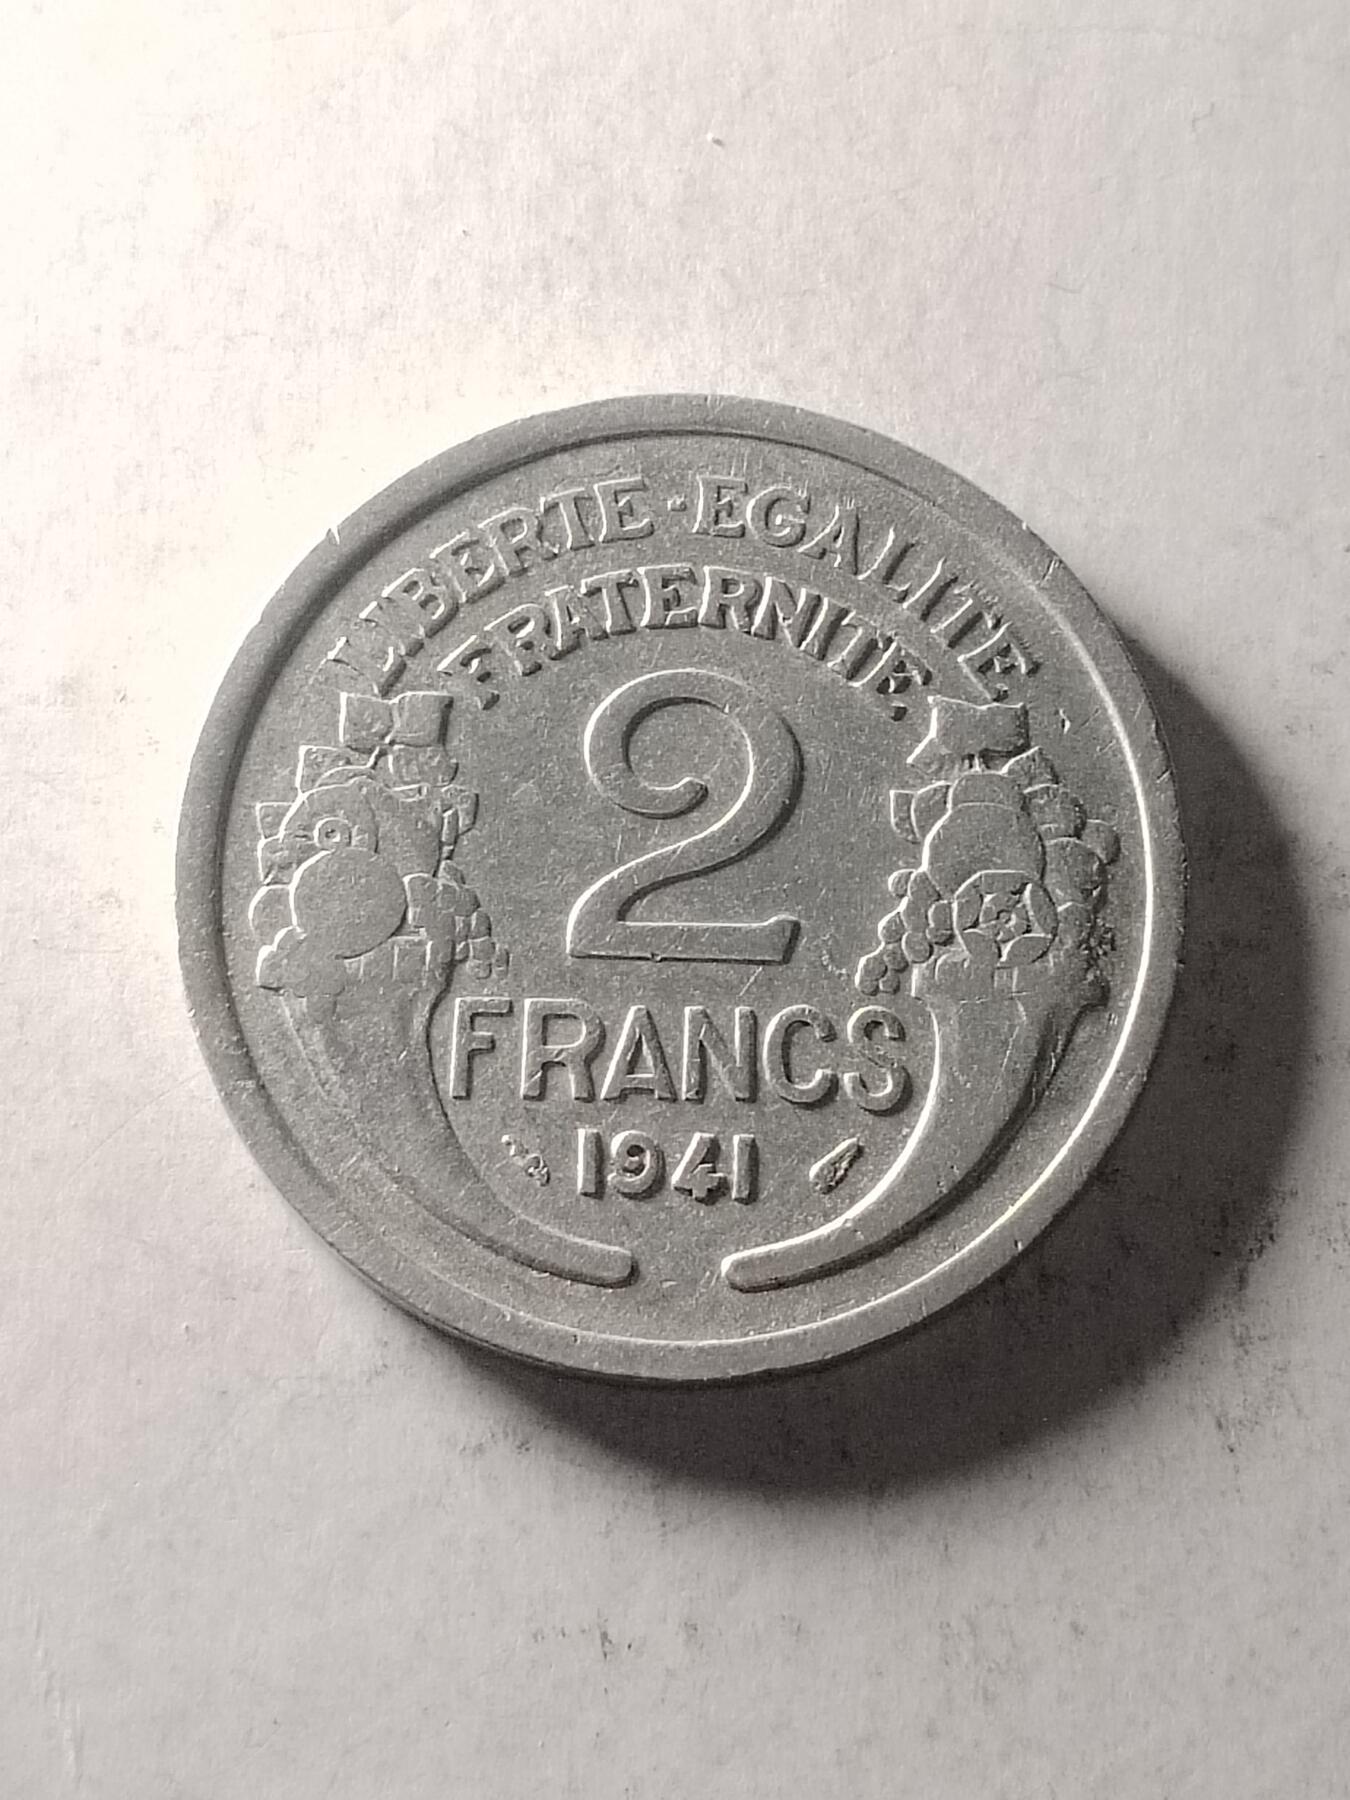 LIBERTE·EGALITE
FRATERNITE
2
FRANCS
1941